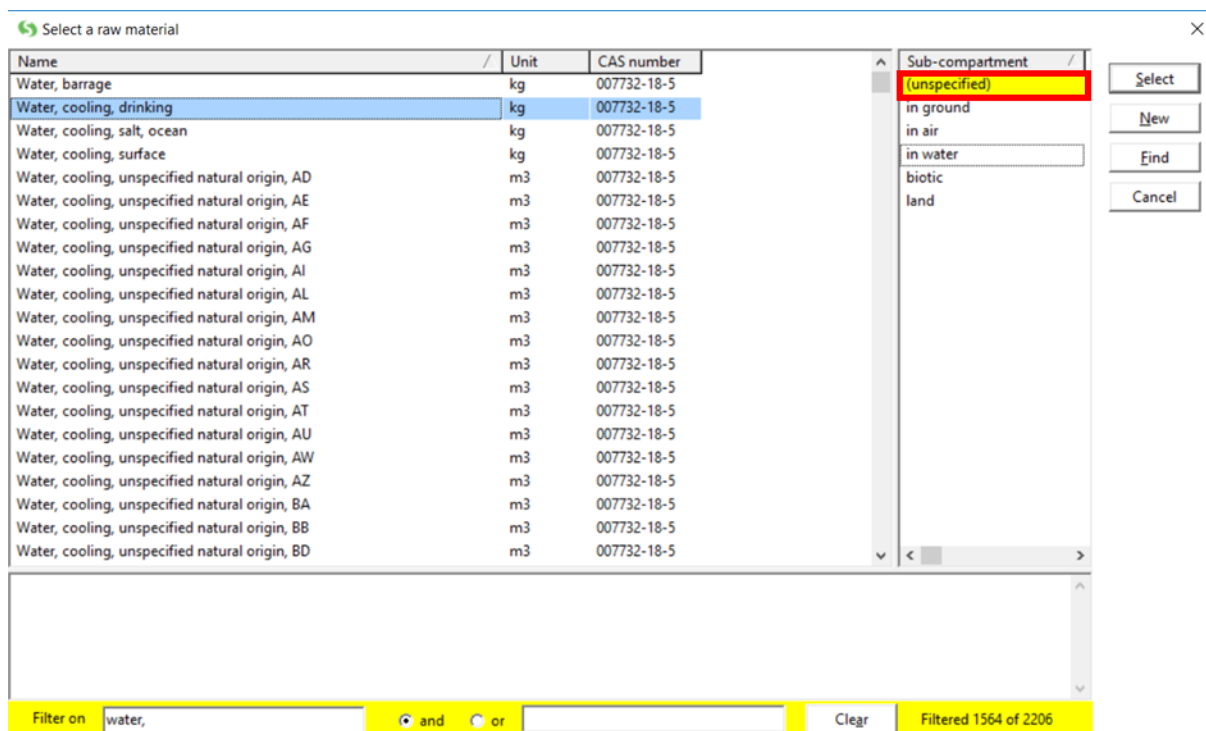 Select a raw material
Name / Unit CAS number Sub-compartment /
Water, barrage kg 007732-18-5 (unspecified) Select
Water, cooling, drinking kg 007732-18-5 in ground New
Water, cooling, salt, ocean kg 007732-18-5 in air
Water, cooling, surface kg 007732-18-5 in water Find
Water, cooling, unspecified natural origin, AD m3 007732-18-5 biotic
Water, cooling, unspecified natural origin, AE m3 007732-18-5 land Cancel
Water, cooling, unspecified natural origin, AF m3 007732-18-5
Water, cooling, unspecified natural origin, AG m3 007732-18-5
Water, cooling, unspecified natural origin, AI m3 007732-18-5
Water, cooling, unspecified natural origin, AL m3 007732-18-5
Water, cooling, unspecified natural origin, AM m3 007732-18-5
Water, cooling, unspecified natural origin, AO m3 007732-18-5
Water, cooling, unspecified natural origin, AR m3 007732-18-5
Water, cooling, unspecified natural origin, AS m3 007732-18-5
Water, cooling, unspecified natural origin, AT m3 007732-18-5
Water, cooling, unspecified natural origin, AU m3 007732-18-5
Water, cooling, unspecified natural origin, AW m3 007732-18-5
Water, cooling, unspecified natural origin, AZ m3 007732-18-5
Water, cooling, unspecified natural origin, BA m3 007732-18-5
Water, cooling, unspecified natural origin, BB m3 007732-18-5
Water, cooling, unspecified natural origin, BD m3 007732-18-5
Filter on water, and or Clear Filtered 1564 of 2206